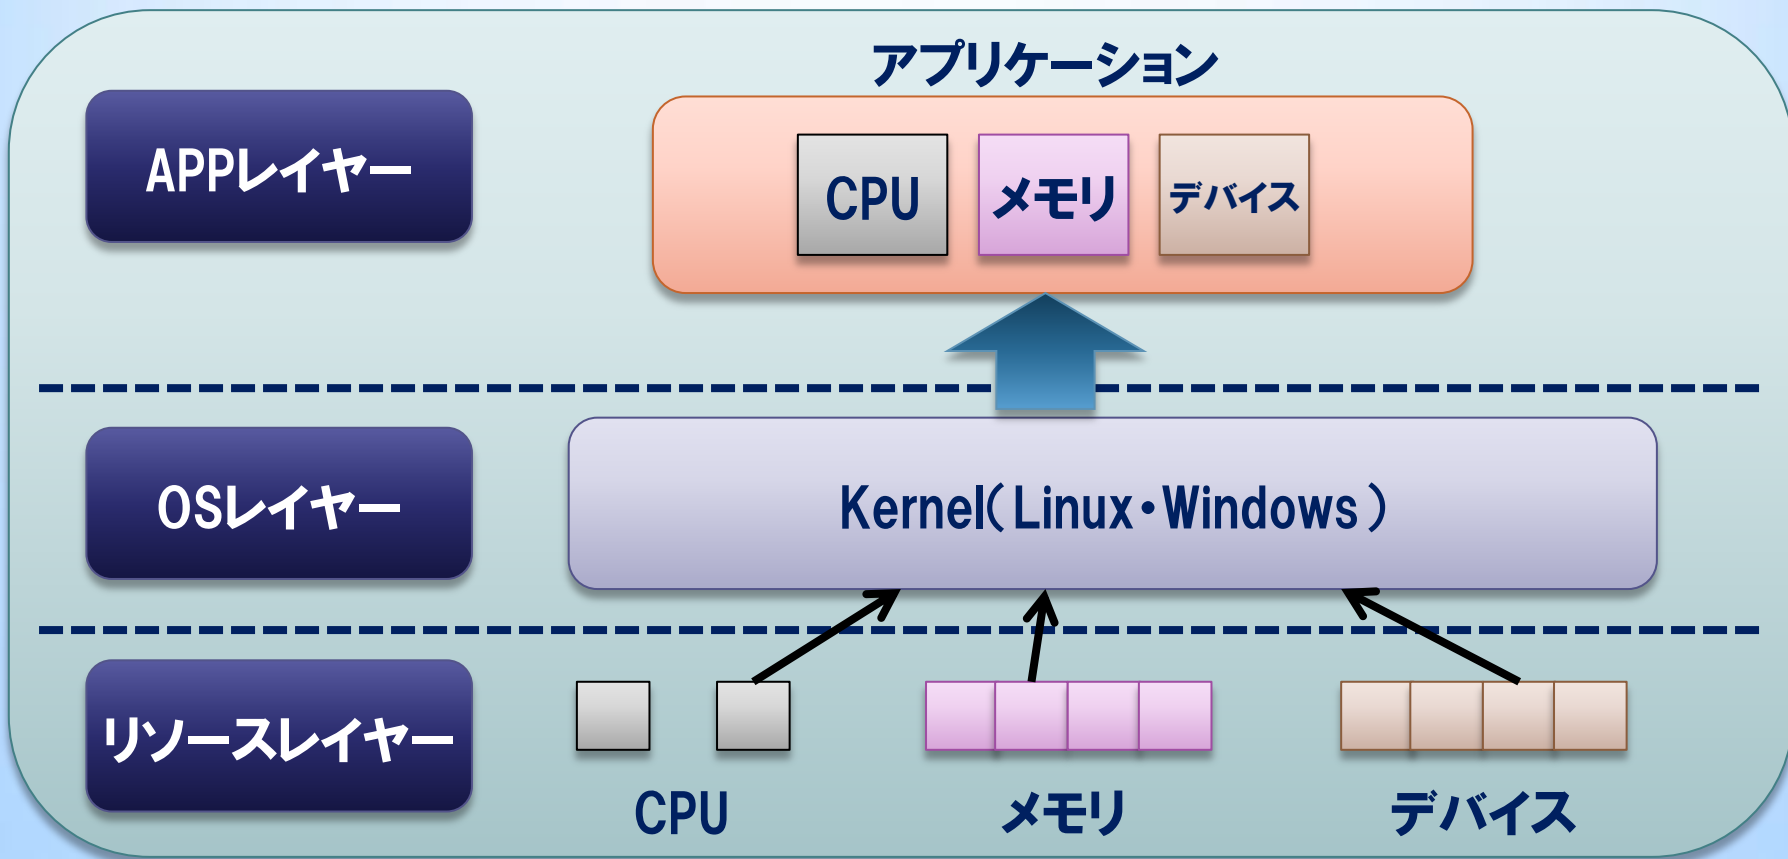 アプリケーション
APPレイヤー
CPU
メモリ
デバイス
OSレイヤー
Kernel(Linux・Windows)
リソースレイヤー
CPU
メモリ
デバイス